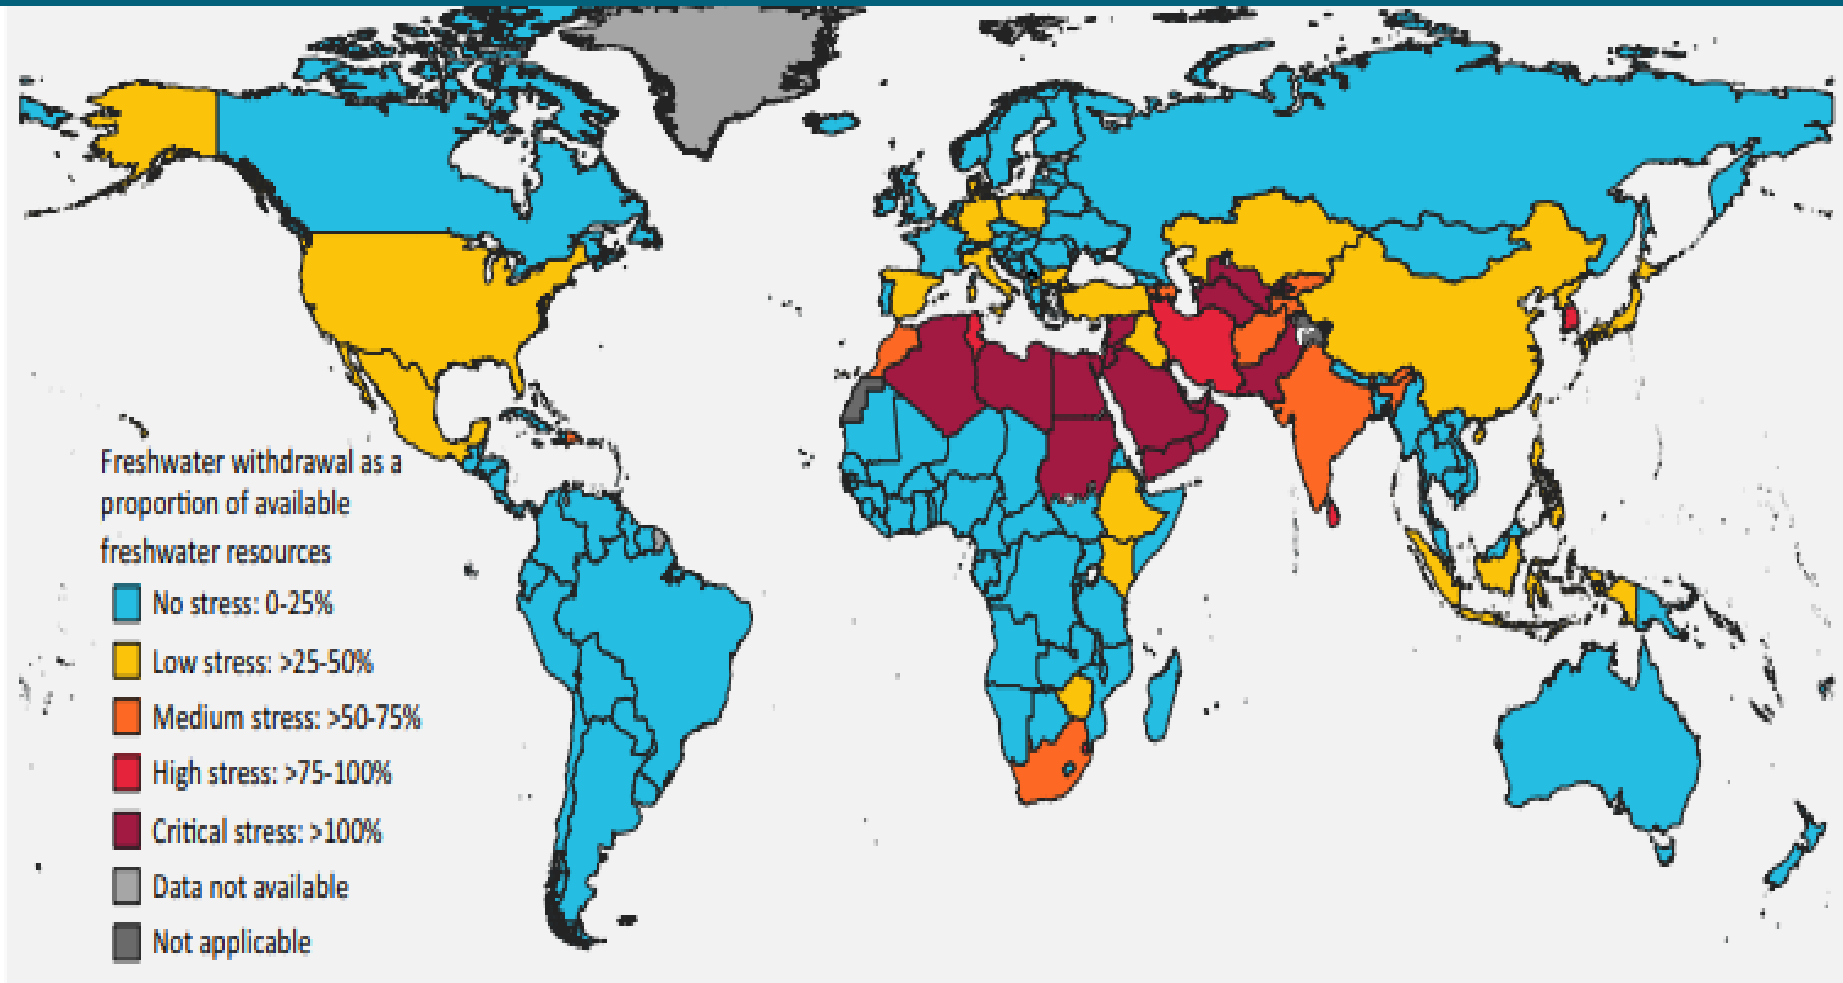 Freshwater withdrawal as a
proportion of available
freshwater resources
No stress: 0-25%
Low stress: >25-50%
Medium stress: >50-75%
High stress: >75-100%
Critical stress: >100%
Data not available
Not applicable